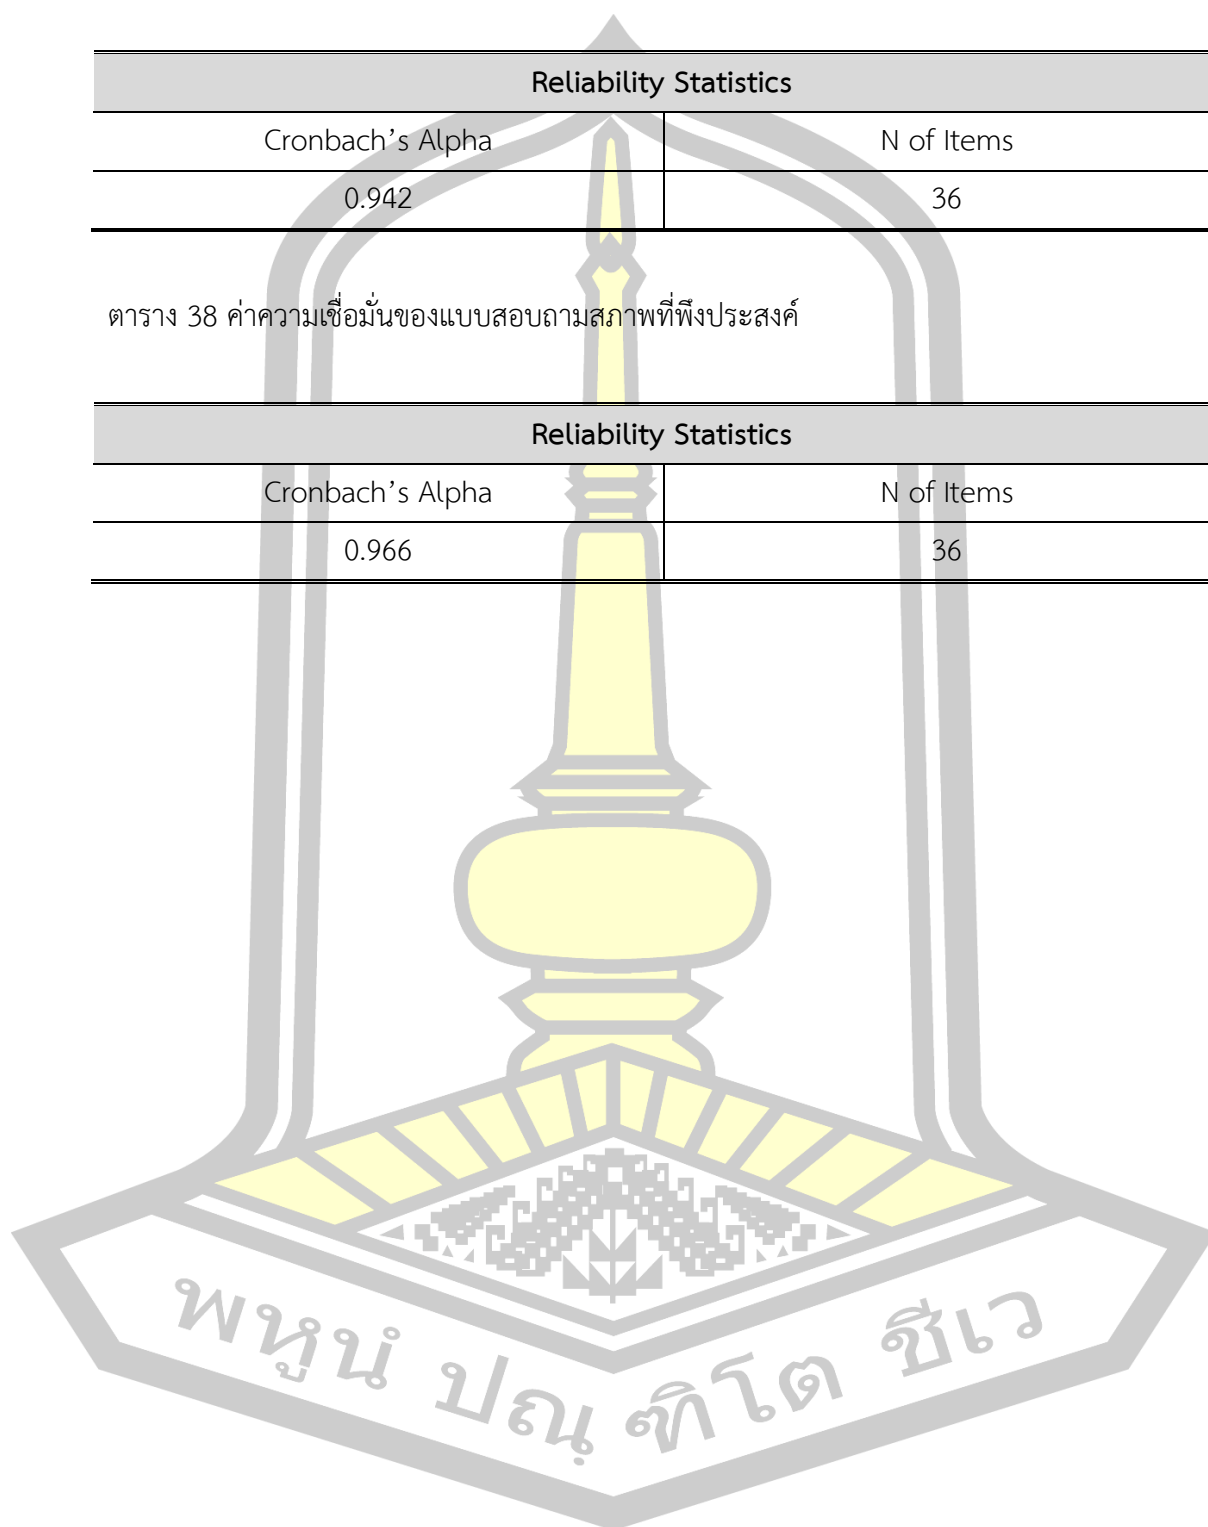 Reliability Statistics
Cronbach’s Alpha N of Items
0.942 36
ตาราง 38 ค่าความเชื่อมั่นของแบบสอบถามสภาพที่พึงประสงค์
Reliability Statistics
Cronbach’s Alpha N of Items
0.966 36
พหูนํ ปณฺฑิโต ชีเว